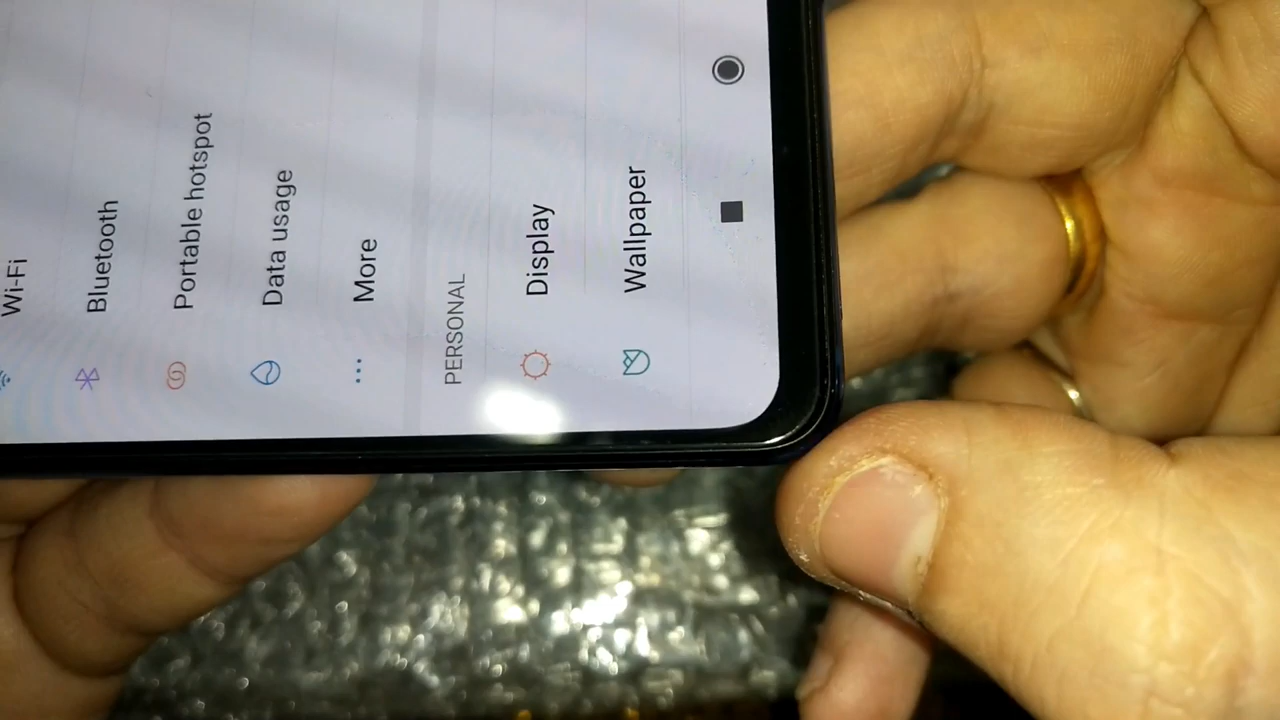 Wi-Fi
Bluetooth
Portable hotspot
Data usage
More
PERSONAL
Display
Wallpaper